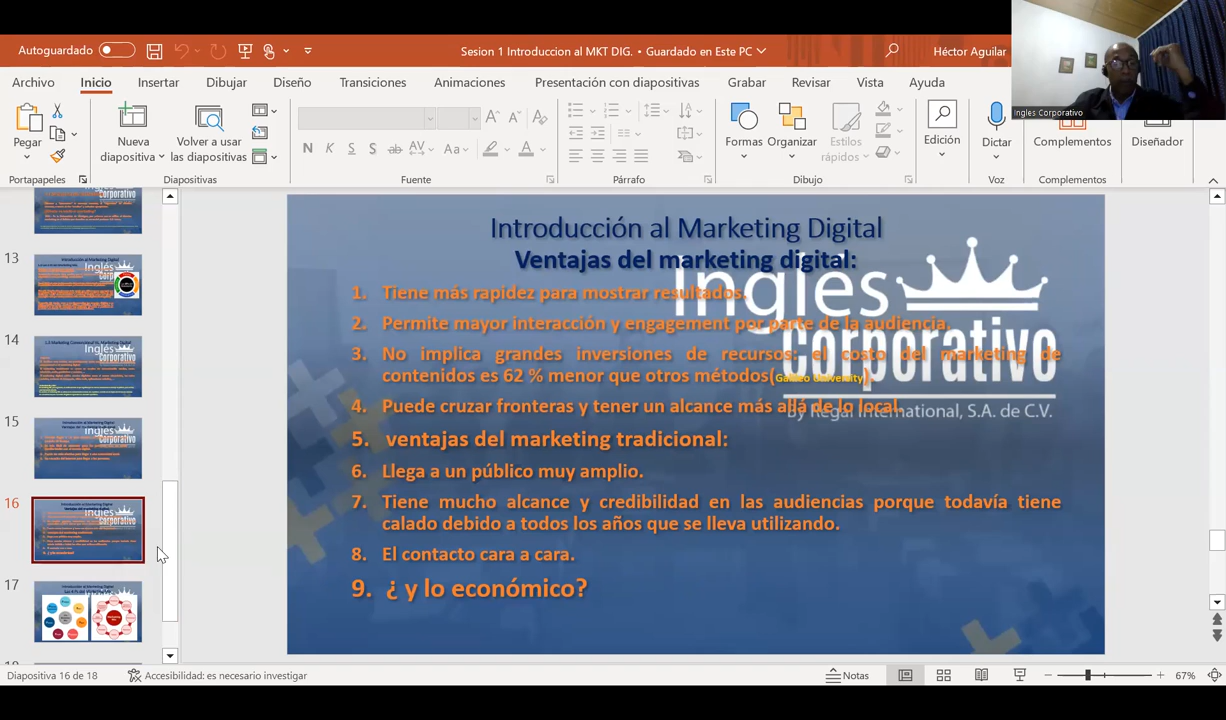 Autoguardado
Sesion 1 Introduccion al MKT DIG. • Guardado en Este PC
Héctor Aguilar
Archivo Inicio Insertar Dibujar Diseño Transiciones Animaciones Presentación con diapositivas Grabar Revisar Vista Ayuda
Ingles Corporativo
Pegar
Nueva
diapositiva
Volver a usar
las diapositivas
N K S S ab AV Aa A
Formas
Organizar
Estilos
rápidos
Edición
Dictar
Complementos
Diseñador
Portapapeles
Diapositivas
Fuente
Párrafo
Dibujo
Voz
Complementos
13
14
15
16
17
Introducción al Marketing Digital
Ventajas del marketing digital:
1. Tiene más rapidez para mostrar resultados.
2. Permite mayor interacción y engagement por parte de la audiencia.
3. No implica grandes inversiones de recursos: el costo del marketing de
contenidos es 62 % menor que otros métodos(Galileo University).
4. Puede cruzar fronteras y tener un alcance más allá de lo local.
5. ventajas del marketing tradicional:
6. Llega a un público muy amplio.
7. Tiene mucho alcance y credibilidad en las audiencias porque todavía tiene
calado debido a todos los años que se lleva utilizando.
8. El contacto cara a cara.
9. ¿ y lo económico?
Inglés
Corporativo
By Regal International, S.A. de C.V.
Diapositiva 16 de 18
Accesibilidad: es necesario investigar
Notas
67%